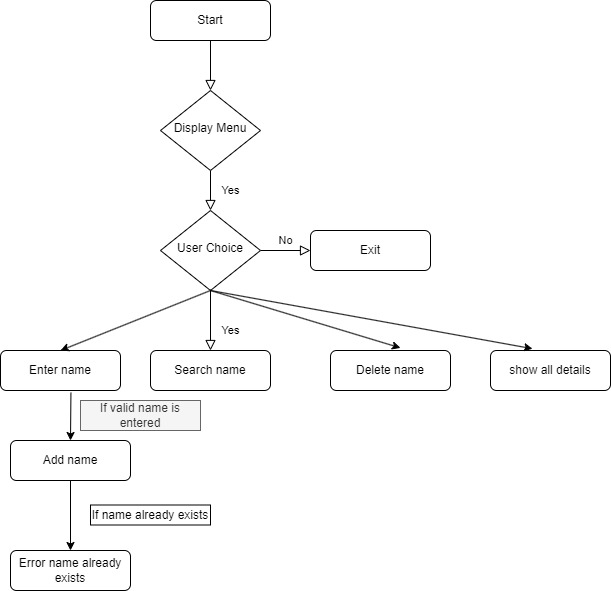 Start
Display Menu
Yes
User Choice
No
Exit
Yes
Enter name
Search name
Delete name
show all details
If valid name is
entered
Add name
If name already exists
Error name already
exists